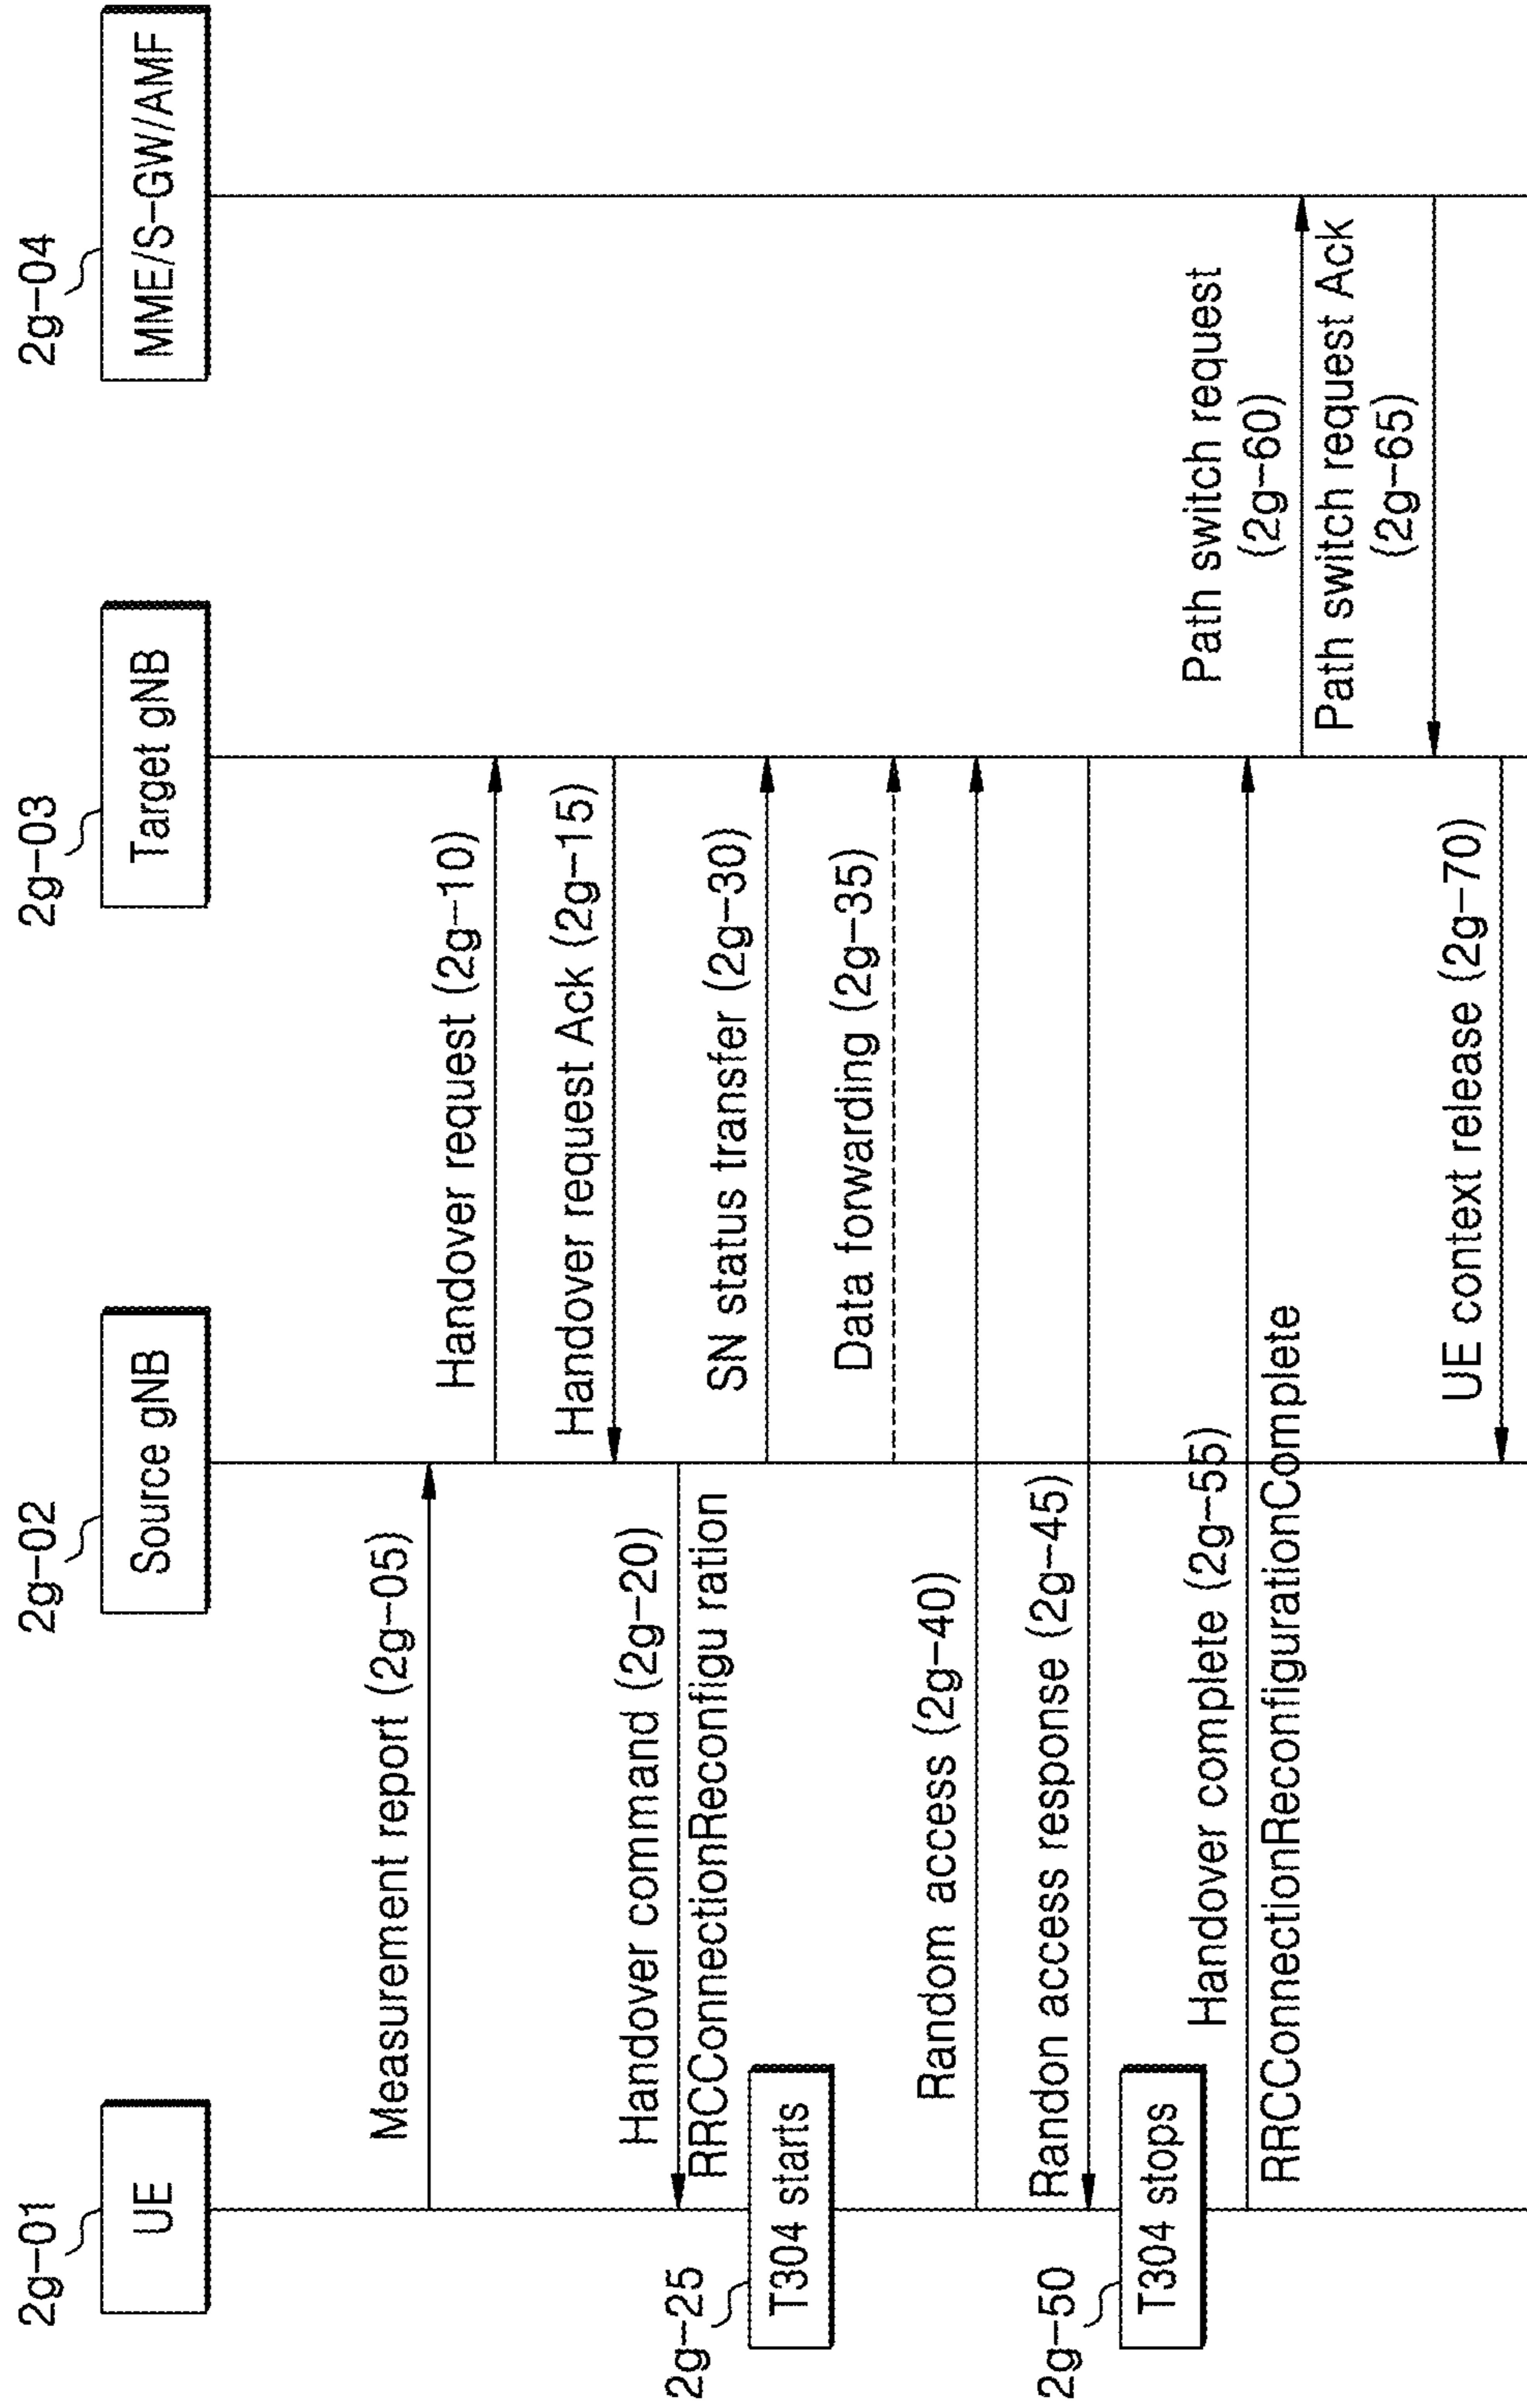 2g-01
UE
2g-02
Source gNB
2g-03
Target gNB
2g-04
MME/S-GW/AMF
Measurement report (2g-05)
Handover request (2g-10)
Handover request Ack (2g-15)
Handover command (2g-20)
RRCConnectionReconfigu ration
2g-25
T304 starts
SN status transfer (2g-30)
Data forwarding (2g-35)
Random access (2g-40)
Randon access response (2g-45)
2g-50
T304 stops
Handover complete (2g-55)
RRCConnectionReconfigurationComplete
Path switch request
(2g-60)
Path switch request Ack
(2g-65)
UE context release (2g-70)